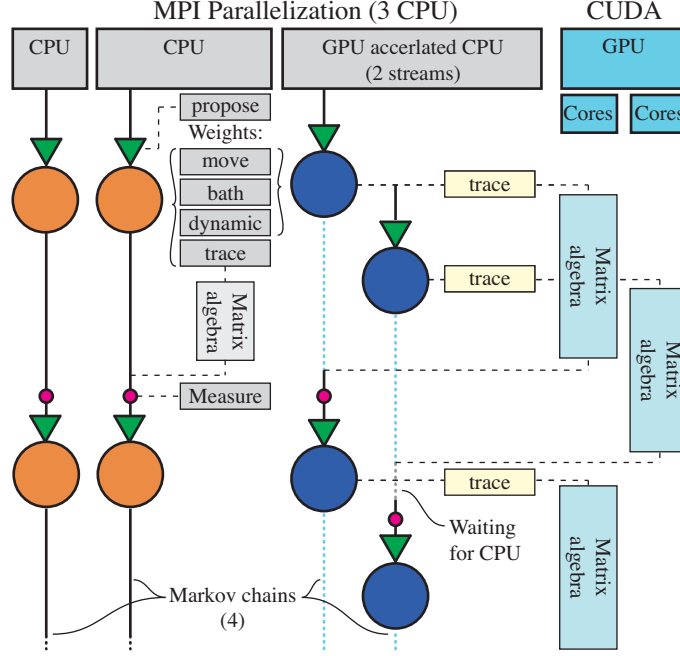 MPI Parallelization (3 CPU)
CUDA
CPU
CPU
GPU accerlated CPU
(2 streams)
GPU
Cores
Cores
propose
Weights:
move
bath
dynamic
trace
Matrix
algebra
Measure
trace
trace
Matrix
algebra
Matrix
algebra
trace
Waiting
for CPU
Matrix
algebra
Markov chains
(4)